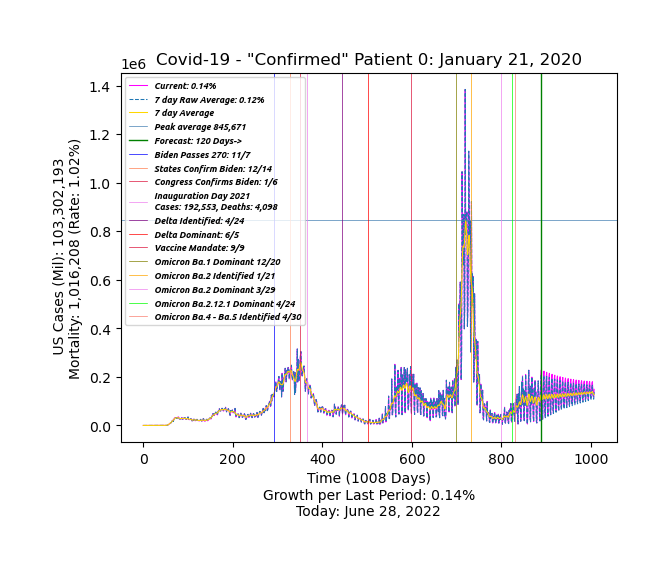 Covid-19 - "Confirmed" Patient 0: January 21, 2020
1e6
1.4
1.2
1.0
0.8
0.6
0.4
0.2
0.0
US Cases (Mil): 103,302,193
Mortality: 1,016,208 (Rate: 1.02%)
Current: 0.14%
7 day Raw Average: 0.12%
7 day Average
Peak average 845,671
Forecast: 120 Days->
Biden Passes 270: 11/7
States Confirm Biden: 12/14
Congress Confirms Biden: 1/6
Inauguration Day 2021
Cases: 192,553, Deaths: 4,098
Delta Identified: 4/24
Delta Dominant: 6/5
Vaccine Mandate: 9/9
Omicron Ba.1 Dominant 12/20
Omicron Ba.2 Identified 1/21
Omicron Ba.2 Dominant 3/29
Omicron Ba.2.12.1 Dominant 4/24
Omicron Ba.4 - Ba.5 Identified 4/30
0 200 400 600 800 1000
Time (1008 Days)
Growth per Last Period: 0.14%
Today: June 28, 2022